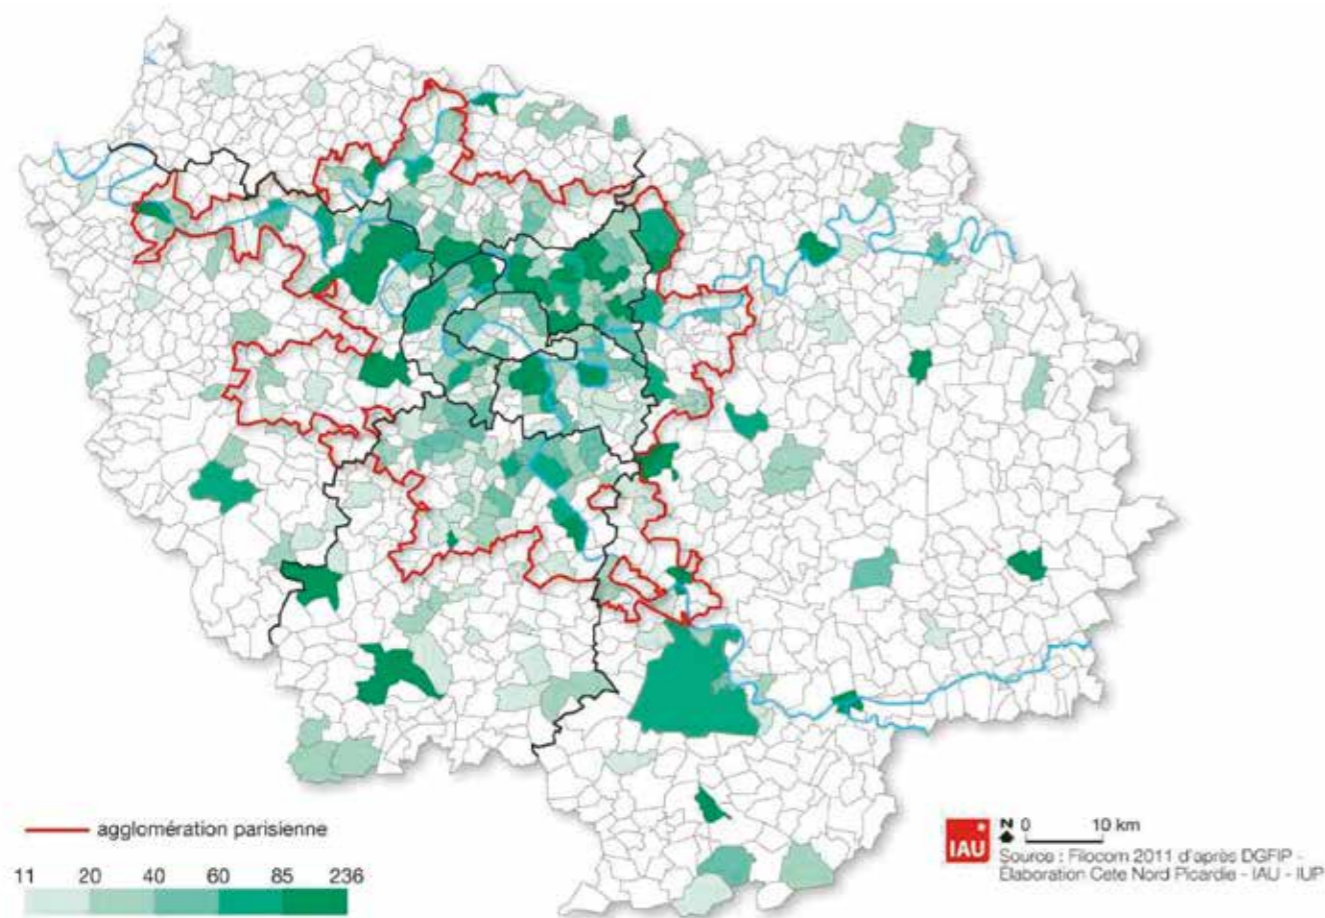 agglomération parisienne
11 20 40 60 85 236
IAU
N 0 10 km
Source : Filocom 2011 d'après DGFIP -
Élaboration Cete Nord Picardie - IAU - IUP